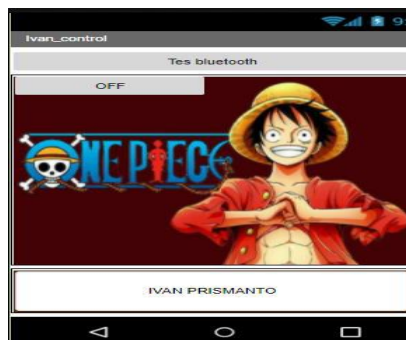 Ivan_control
Tes bluetooth
OFF
ONE PIECE
IVAN PRISMANTO